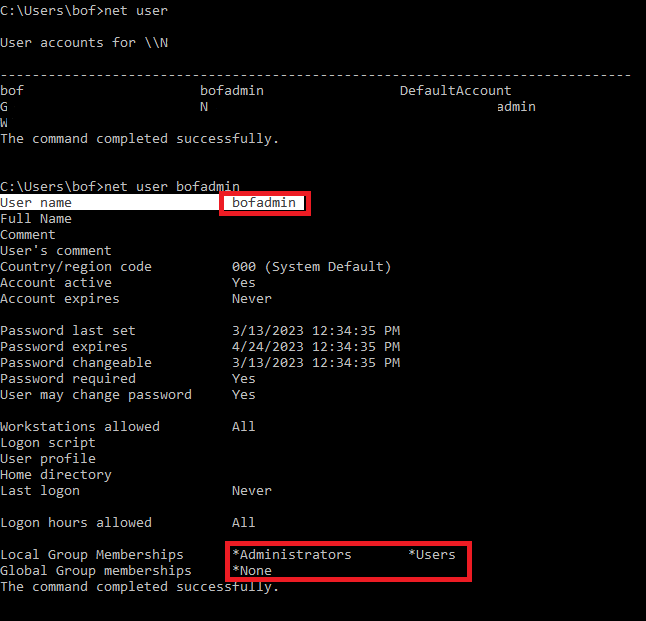 C:\Users\bof>net user
User accounts for \\N
-------------------------------------------------------------------------------
bof bofadmin DefaultAccount
G N admin
W
The command completed successfully.
C:\Users\bof>net user bofadmin
User name bofadmin
Full Name
Comment
User's comment
Country/region code 000 (System Default)
Account active Yes
Account expires Never
Password last set 3/13/2023 12:34:35 PM
Password expires 4/24/2023 12:34:35 PM
Password changeable 3/13/2023 12:34:35 PM
Password required Yes
User may change password Yes
Workstations allowed All
Logon script
User profile
Home directory
Last logon Never
Logon hours allowed All
Local Group Memberships *Administrators *Users
Global Group memberships *None
The command completed successfully.